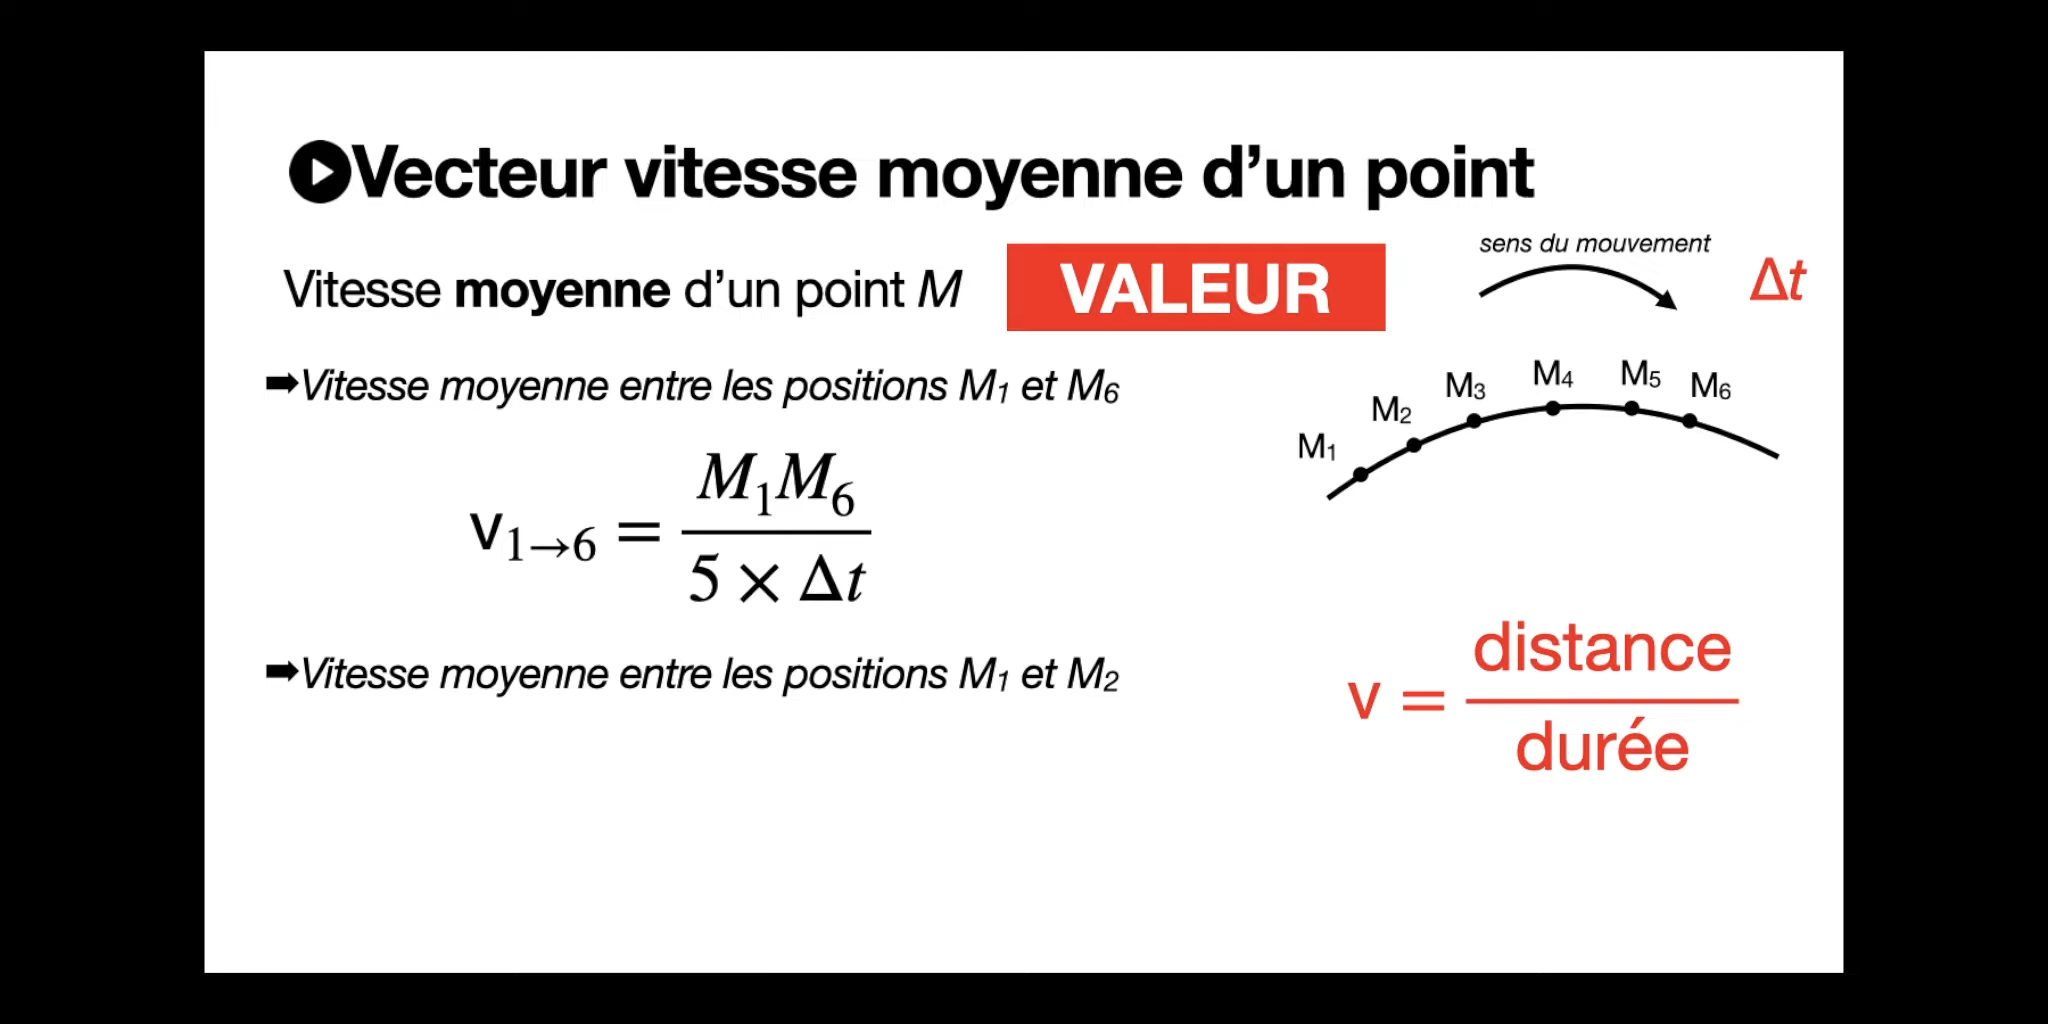 Vecteur vitesse moyenne d’un point
Vitesse moyenne d’un point M
VALEUR
sens du mouvement
Δt
➡Vitesse moyenne entre les positions M₁ et M₆
M₁
M₂
M₃
M₄
M₅
M₆
v₁→₆ = M₁M₆ / 5 × Δt
➡Vitesse moyenne entre les positions M₁ et M₂
v = distance / durée